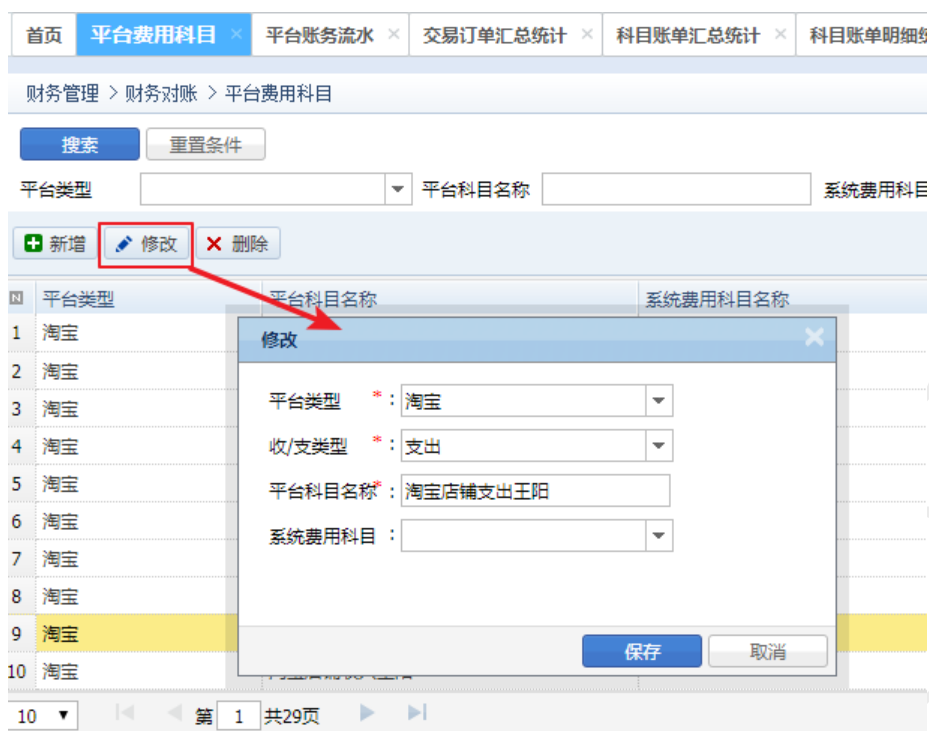 首页 平台费用科目 × 平台账务流水 × 交易订单汇总统计 × 科目账单汇总统计 × 科目账单明细
财务管理 > 财务对账 > 平台费用科目
搜索 重置条件
平台类型 平台科目名称 系统费用科目
新增 修改 删除
N 平台类型 平台科目名称 系统费用科目名称
1 淘宝
修改
2 淘宝
平台类型 *: 淘宝
3 淘宝
4 淘宝
收/支类型 *: 支出
5 淘宝
平台科目名称*: 淘宝店铺支出王阳
6 淘宝
系统费用科目 :
7 淘宝
8 淘宝
9 淘宝
保存 取消
10 淘宝
10 第 1 共29页